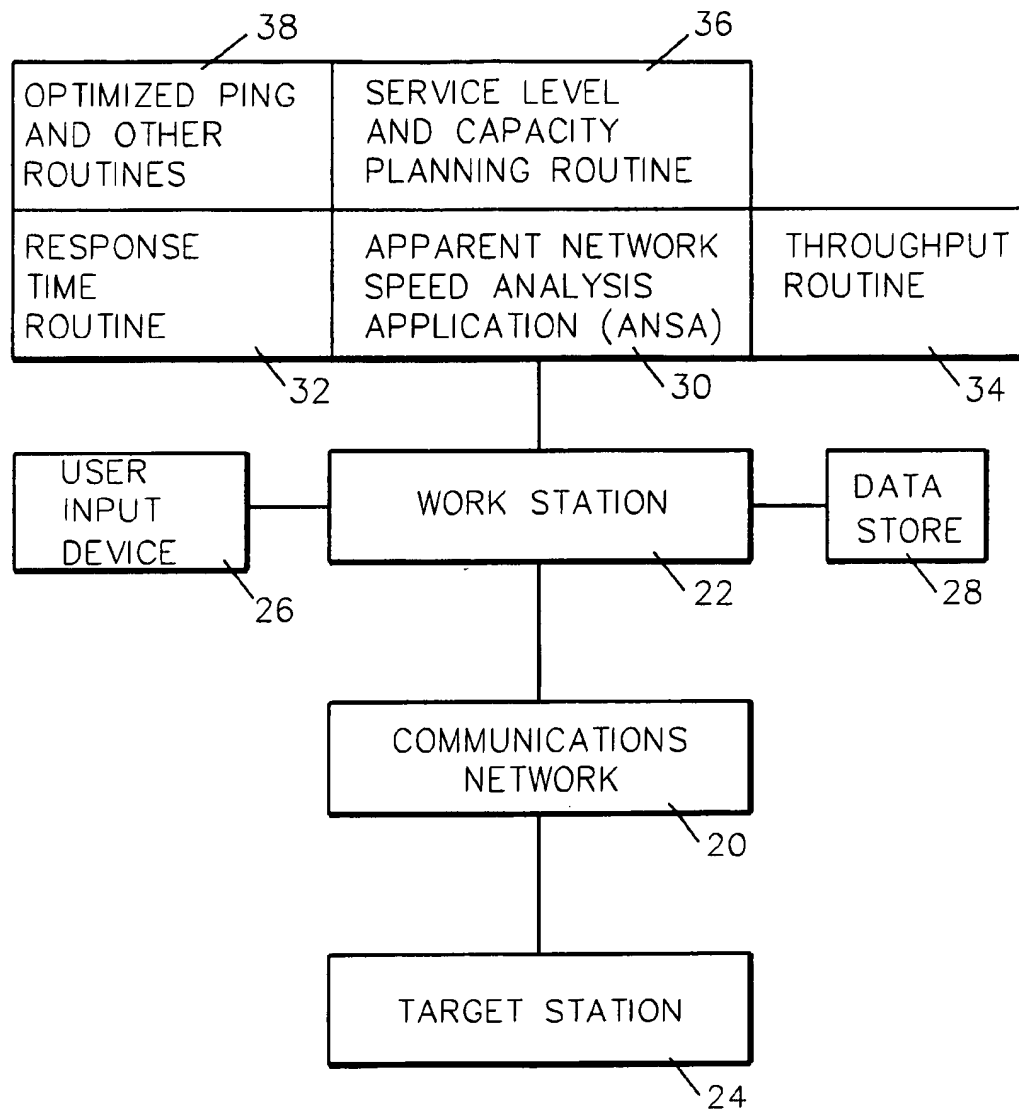 38
36
OPTIMIZED PING
AND OTHER
ROUTINES
SERVICE LEVEL
AND CAPACITY
PLANNING ROUTINE
RESPONSE
TIME
ROUTINE
APPARENT NETWORK
SPEED ANALYSIS
APPLICATION (ANSA)
THROUGHPUT
ROUTINE
32
30
34
USER
INPUT
DEVICE
WORK STATION
DATA
STORE
26
22
28
COMMUNICATIONS
NETWORK
20
TARGET STATION
24